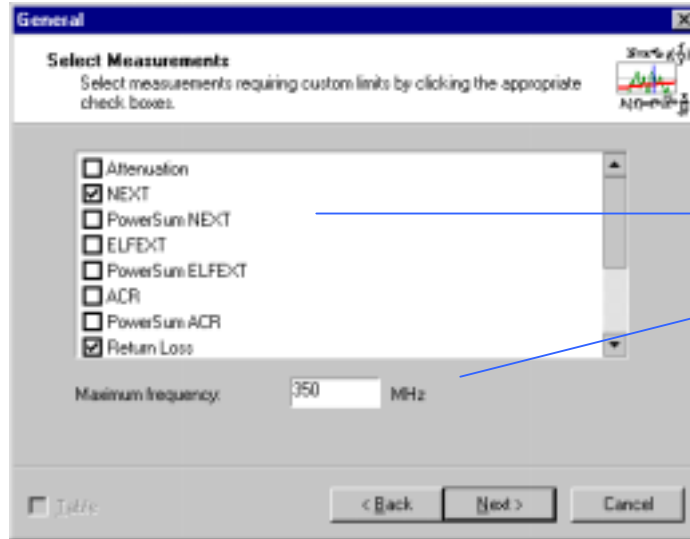 General
Select Measurements
Select measurements requiring custom limits by clicking the appropriate
check boxes.
Attenuation
NEXT
PowerSum NEXT
ELFEXT
PowerSum ELFEXT
ACR
PowerSum ACR
Return Loss
Maximum frequency: 350 MHz
Table < Back Next > Cancel